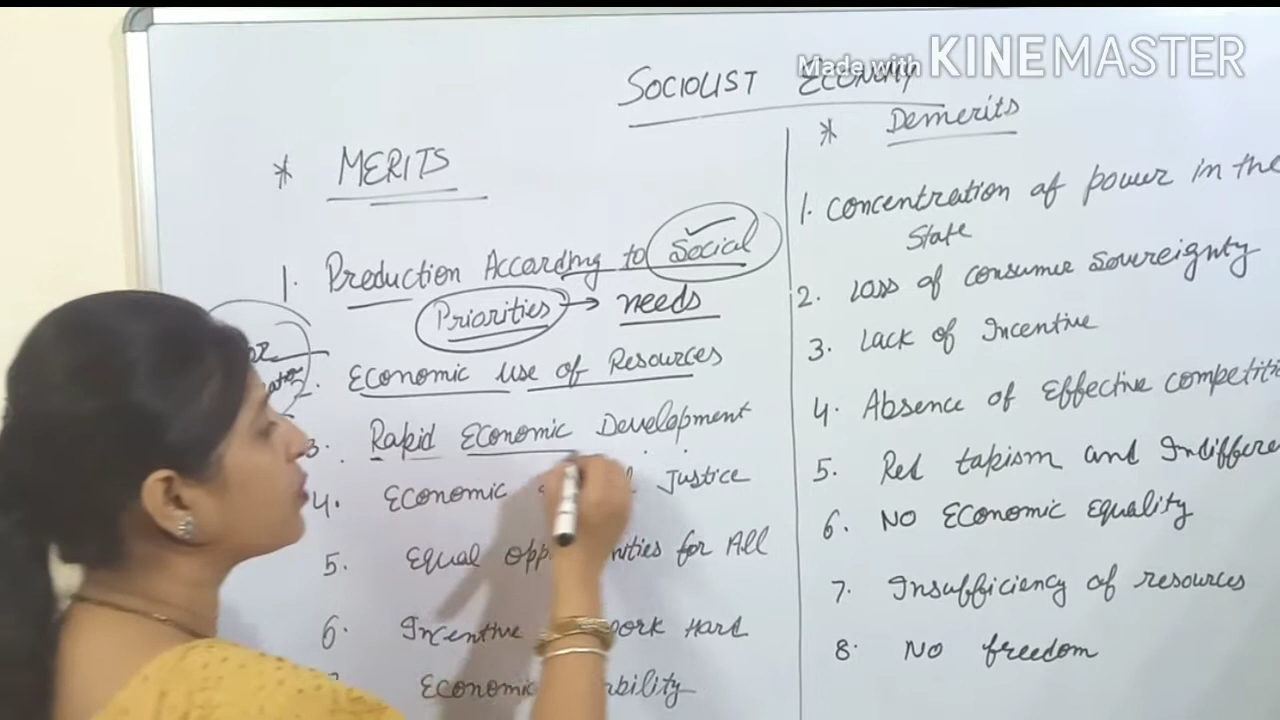 Made with KINEMASTER
SOCIOLIST ECONOMY
* MERITS
1. Production According to Social
Priorities → needs
2. Economic use of Resources
3. Rapid Economic Development
4. Economic Justice
5. Equal for All
6. Incentive Hard
Economic
* Demerits
1. Concentration of power in the
State
2. Loss of consumer sovereignty
3. Lack of Incentive
4. Absence of Effective
5. Red tapism and
6. NO Economic Equality
7. Insufficiency of resources
8. No freedom